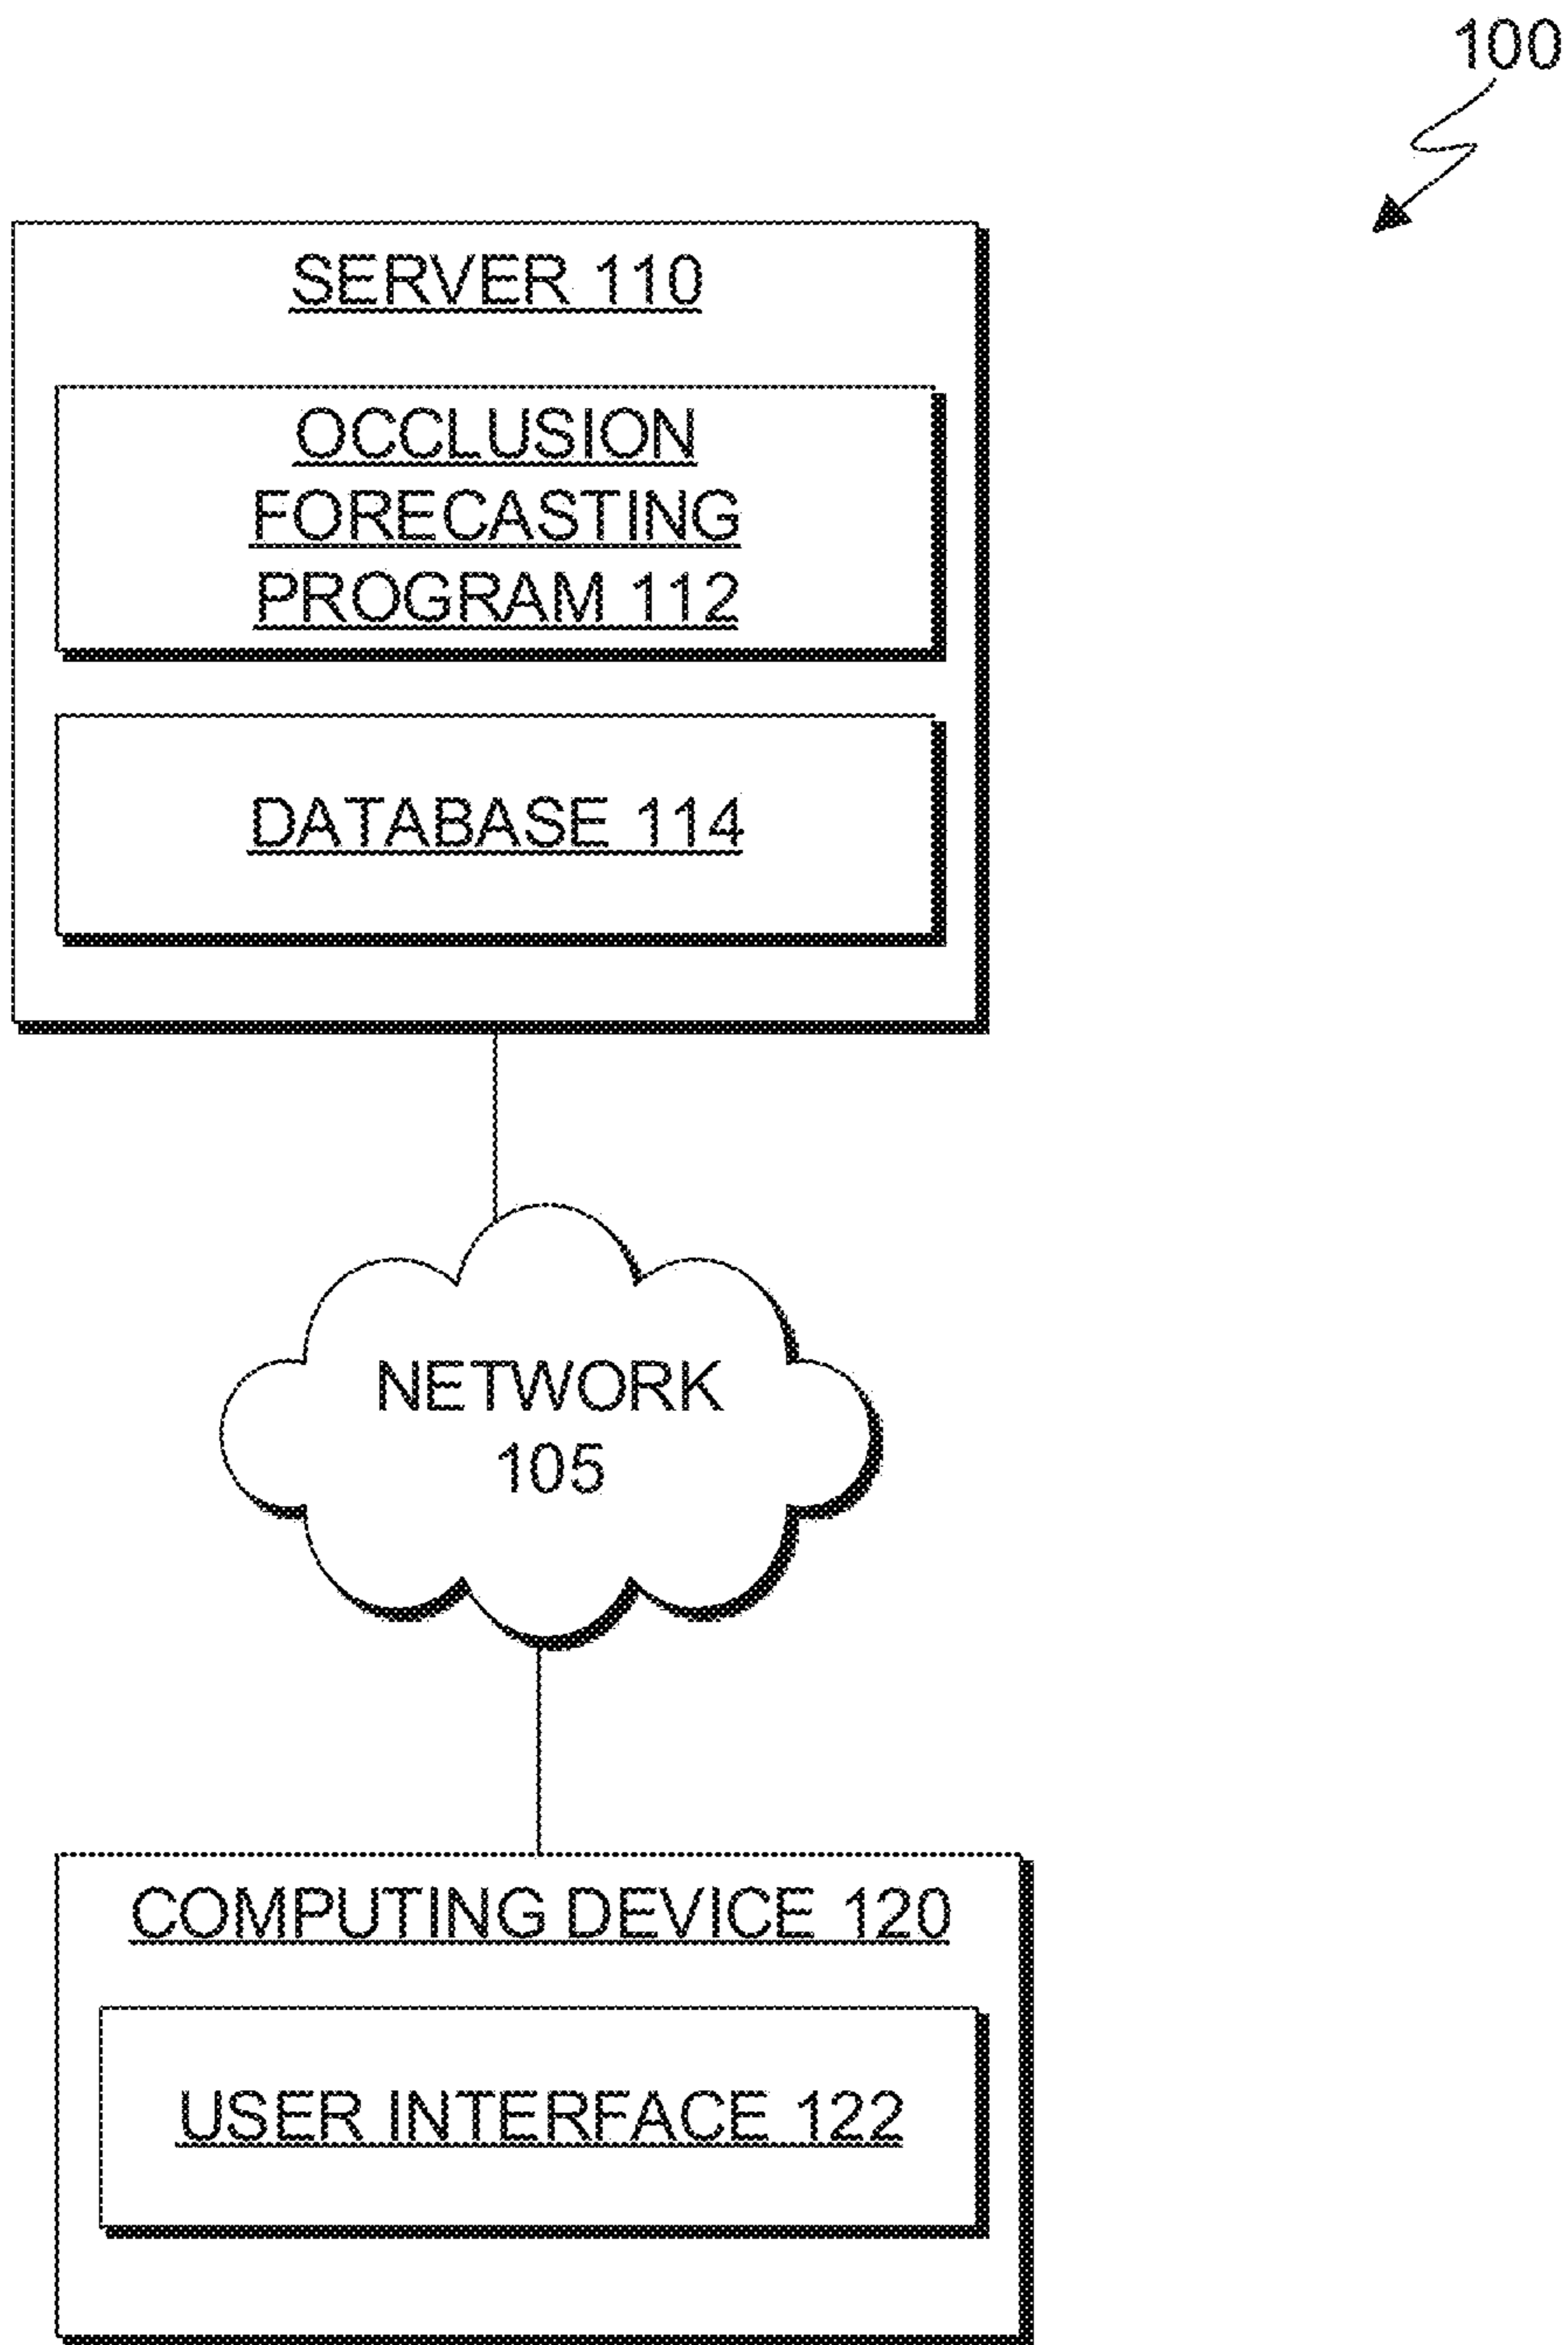 100
SERVER 110
OCCLUSION
FORECASTING
PROGRAM 112
DATABASE 114
NETWORK
105
COMPUTING DEVICE 120
USER INTERFACE 122